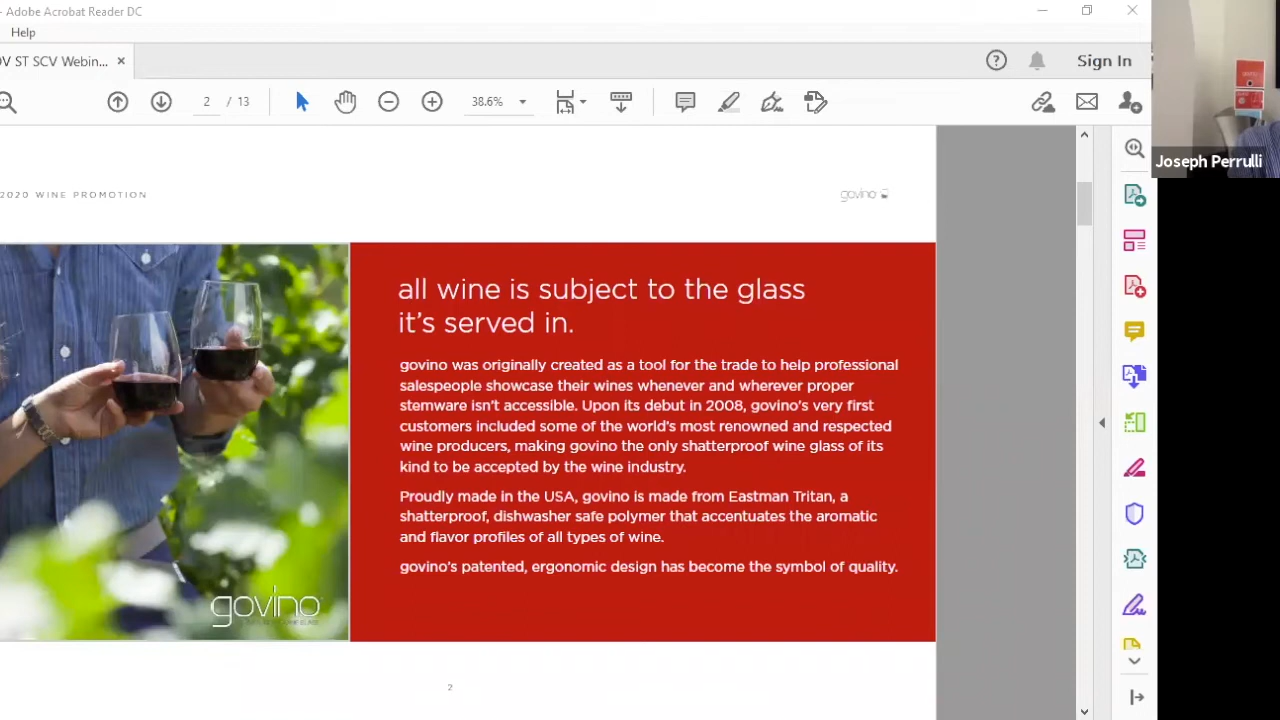 - Adobe Acrobat Reader DC
Help
OV ST SCV Webin...
Sign In
2 / 13
38.6%
Joseph Perrulli
2020 WINE PROMOTION
govino
all wine is subject to the glass
it's served in.
govino was originally created as a tool for the trade to help professional
salespeople showcase their wines whenever and wherever proper
stemware isn't accessible. Upon its debut in 2008, govino's very first
customers included some of the world's most renowned and respected
wine producers, making govino the only shatterproof wine glass of its
kind to be accepted by the wine industry.
Proudly made in the USA, govino is made from Eastman Tritan, a
shatterproof, dishwasher safe polymer that accentuates the aromatic
and flavor profiles of all types of wine.
govino's patented, ergonomic design has become the symbol of quality.
govino
2